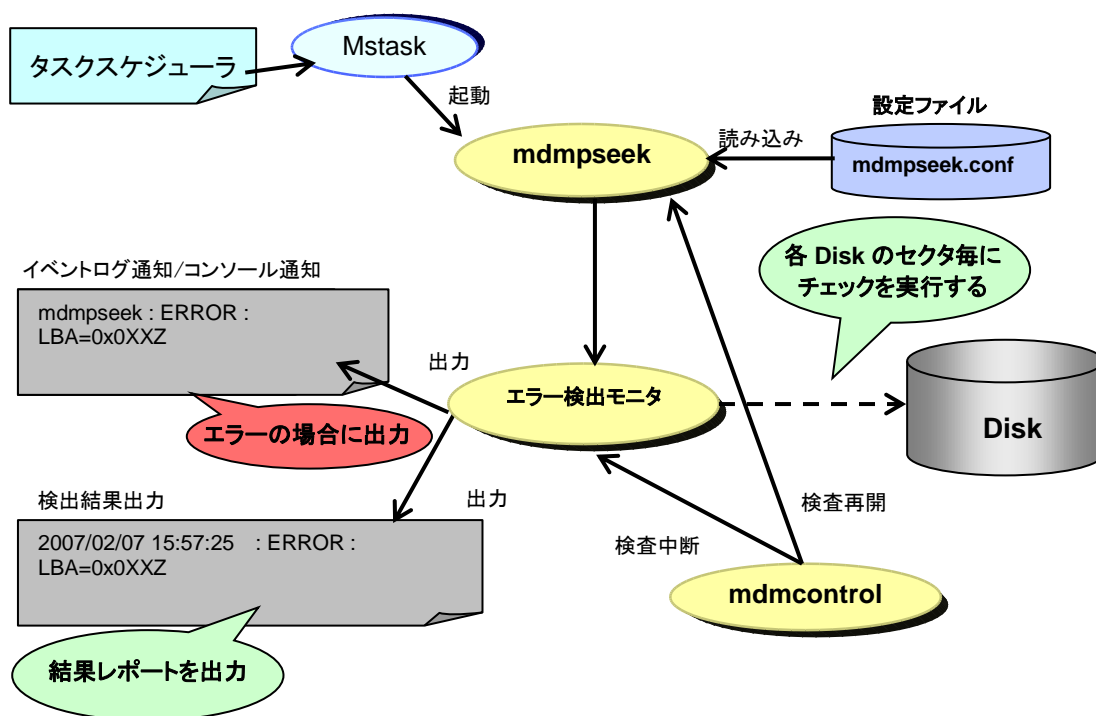 タスクスケジューラ
Mstask
起動
設定ファイル
mdmpseek.conf
読み込み
mdmpseek
各 Disk のセクタ毎に
チェックを実行する
イベントログ通知/コンソール通知
mdmpseek : ERROR :
LBA=0x0XXZ
出力
エラーの場合に出力
エラー検出モニタ
Disk
検出結果出力
出力
2007/02/07 15:57:25 : ERROR :
LBA=0x0XXZ
結果レポートを出力
検査再開
検査中断
mdmcontrol